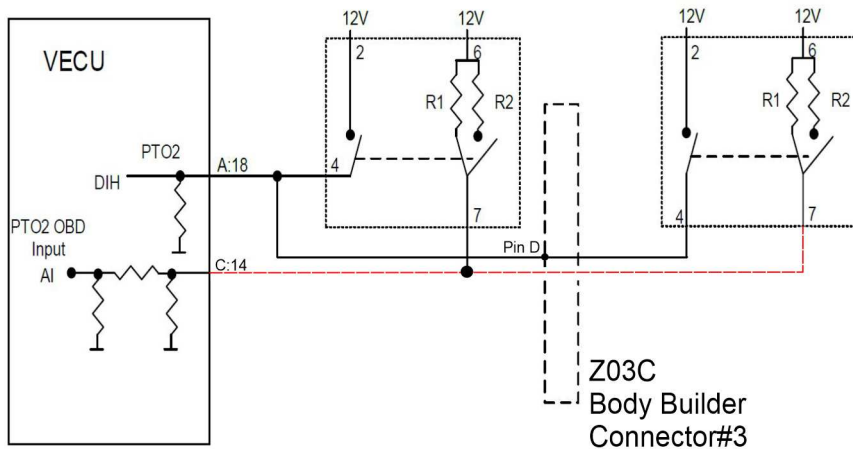 12V 12V 12V 12V
VECU
2 6 2 6
R1 R2 R1 R2
PTO2 A:18 4
DIH
7 4 7
PTO2 OBD
Input
Pin D
AI C:14
Z03C
Body Builder
Connector#3